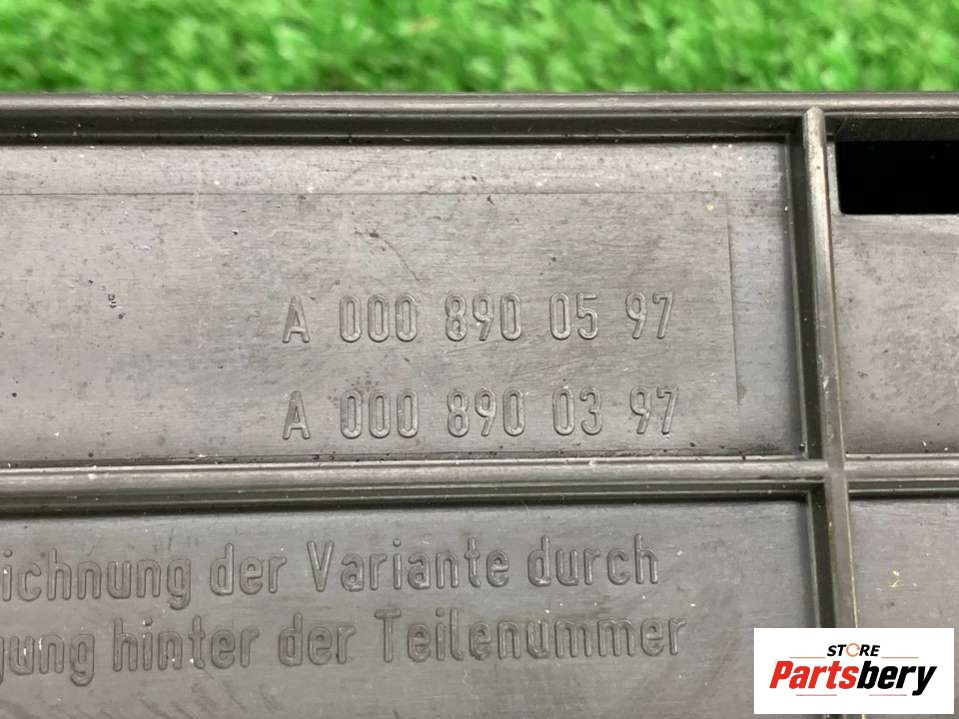 A 000 890 05 97
A 000 890 03 97
ichnung der Variante durch
gung hinter der Teilenummer
STORE
Partsbery